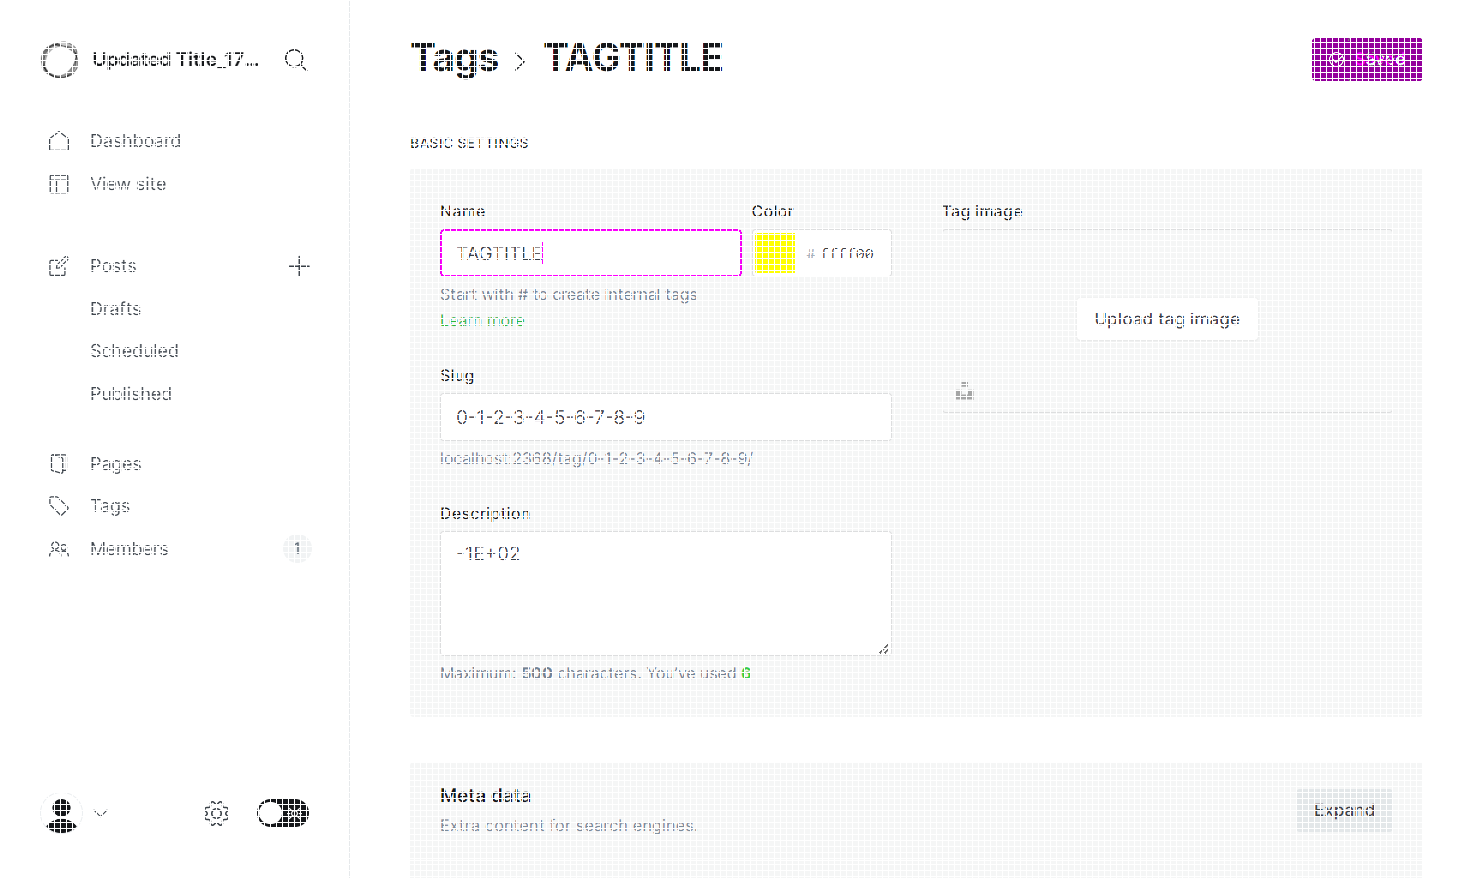 Updated Title_17...
Dashboard
View site
Posts
Drafts
Scheduled
Published
Pages
Tags
Members
1
Tags > TAGTITLE
BASIC SETTINGS
Name
TAGTITLE
Start with # to create internal tags
Learn more
Color
# ffff00
Tag image
Upload tag image
Slug
0-1-2-3-4-5-6-7-8-9
localhost:2368/tag/0-1-2-3-4-5-6-7-8-9/
Description
-1E+02
Maximum: 500 characters. You've used 6
Meta data
Extra content for search engines.
Expand